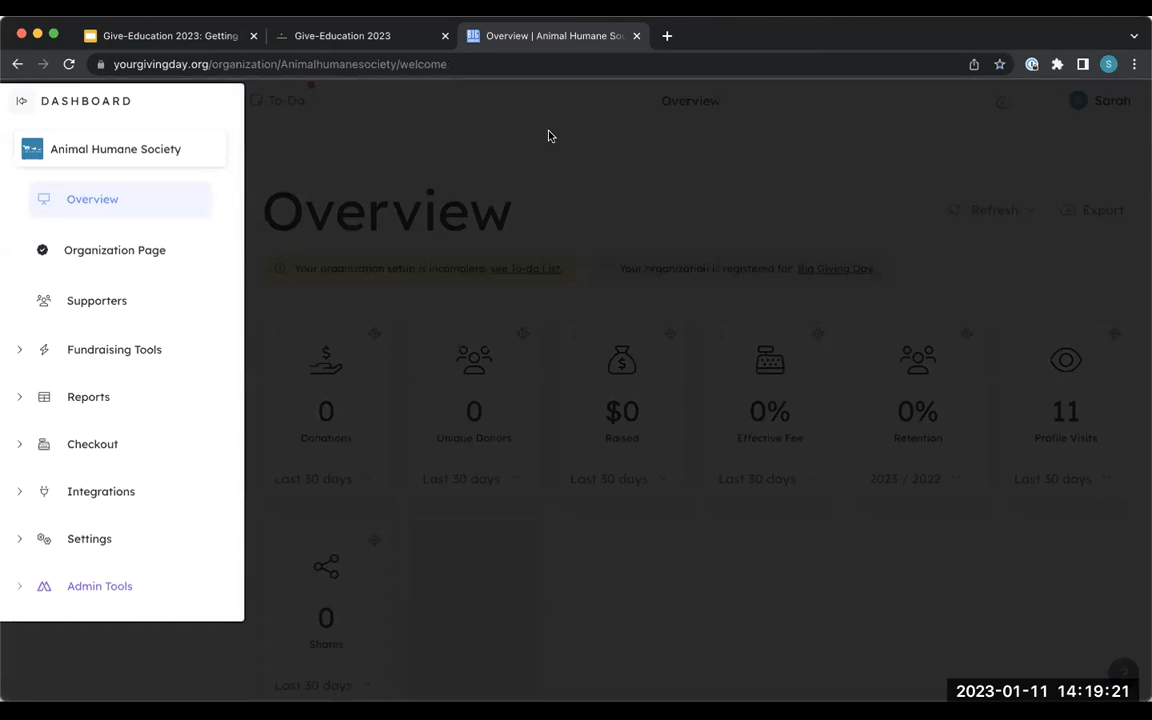 Give-Education 2023: Getting
Give-Education 2023
Overview | Animal Humane Soc
yourgivingday.org/organization/Animalhumanesociety/welcome
S
DASHBOARD
To-Do
Overview
Sarah
Animal Humane Society
Overview
Organization Page
Supporters
Fundraising Tools
Reports
Checkout
Integrations
Settings
Admin Tools
Overview
Refresh
Export
Your organization setup is incomplete, see To-do List.
Your organization is registered for Big Giving Day.
0
Donations
Last 30 days
0
Unique Donors
Last 30 days
$0
Raised
Last 30 days
0%
Effective Fee
Last 30 days
0%
Retention
2023 / 2022
11
Profile Visits
Last 30 days
0
Shares
Last 30 days
2023-01-11 14:19:21